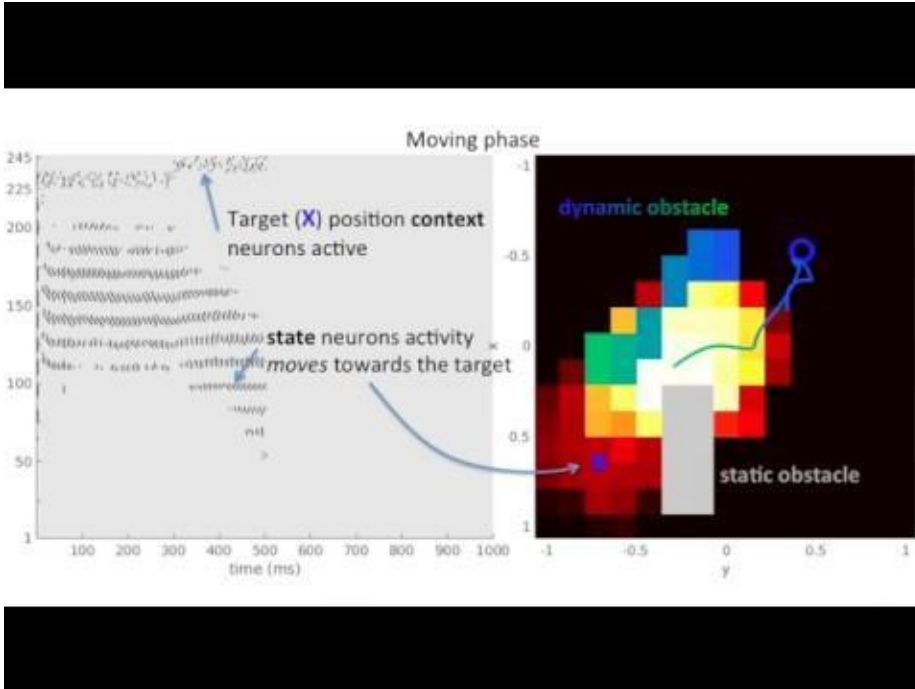 Moving phase
245
225
200
150
100
50
1
100 200 300 400 500 600 700 800 900 1000
time (ms)
Target (X) position context
neurons active
state neurons activity
moves towards the target
-1
-0.5
0
0.5
1
x
dynamic obstacle
X
static obstacle
-1 -0.5 0 0.5 1
y